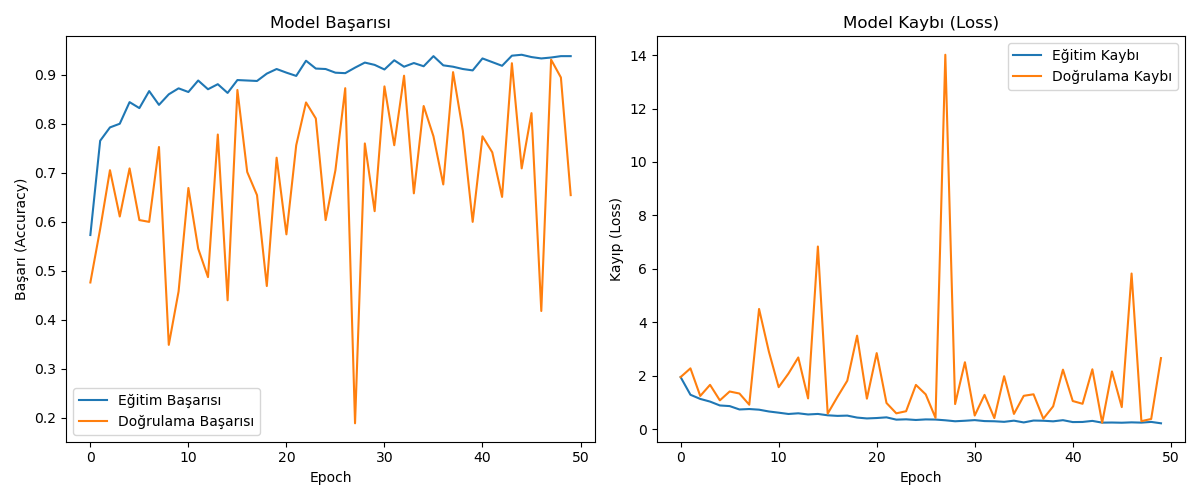 Model Başarısı
Başarı (Accuracy)
0.9
0.8
0.7
0.6
0.5
0.4
0.3
0.2
Eğitim Başarısı
Doğrulama Başarısı
0 10 20 30 40 50
Epoch
Model Kaybı (Loss)
Kayıp (Loss)
14
12
10
8
6
4
2
0
Eğitim Kaybı
Doğrulama Kaybı
0 10 20 30 40 50
Epoch